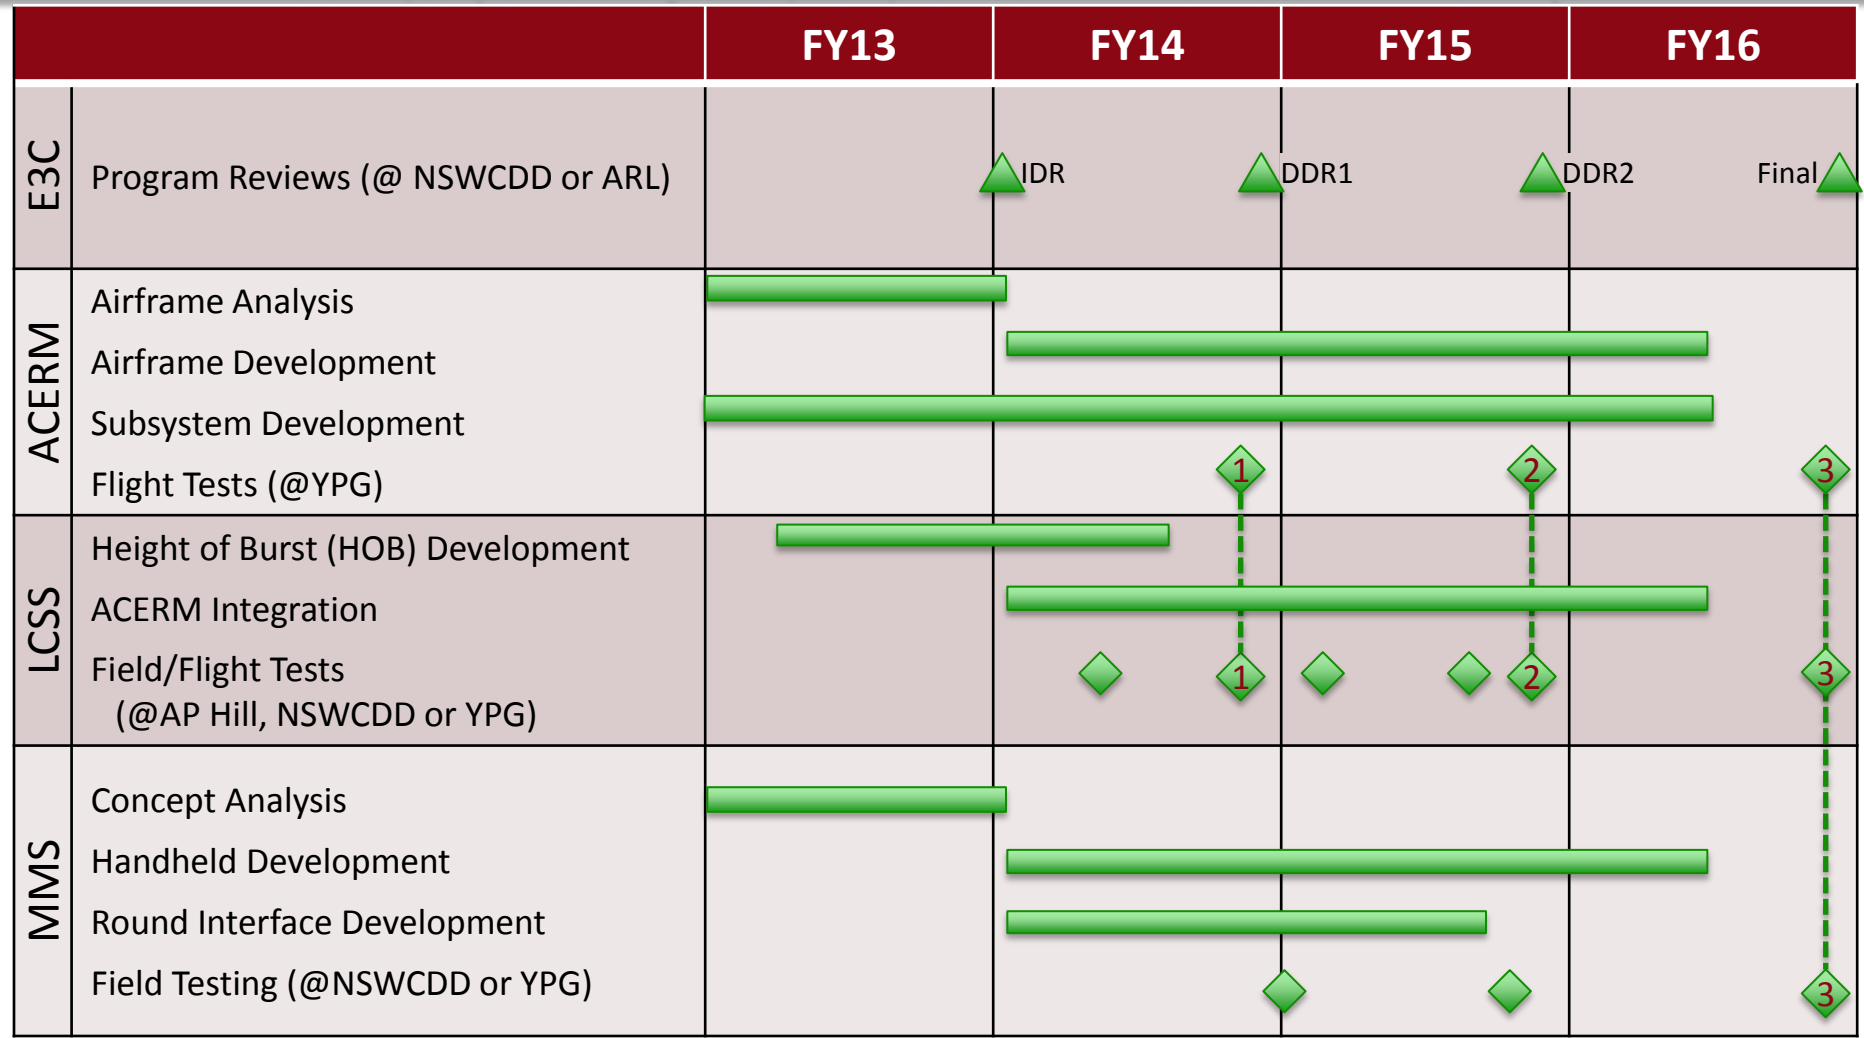 FY13 FY14 FY15 FY16
E3C
Program Reviews (@ NSWCDD or ARL)
IDR
DDR1
DDR2
Final
ACERM
Airframe Analysis
Airframe Development
Subsystem Development
Flight Tests (@YPG)
1 2 3
LCSS
Height of Burst (HOB) Development
ACERM Integration
Field/Flight Tests
(@AP Hill, NSWCDD or YPG)
1 2 3
MMS
Concept Analysis
Handheld Development
Round Interface Development
Field Testing (@NSWCDD or YPG)
3